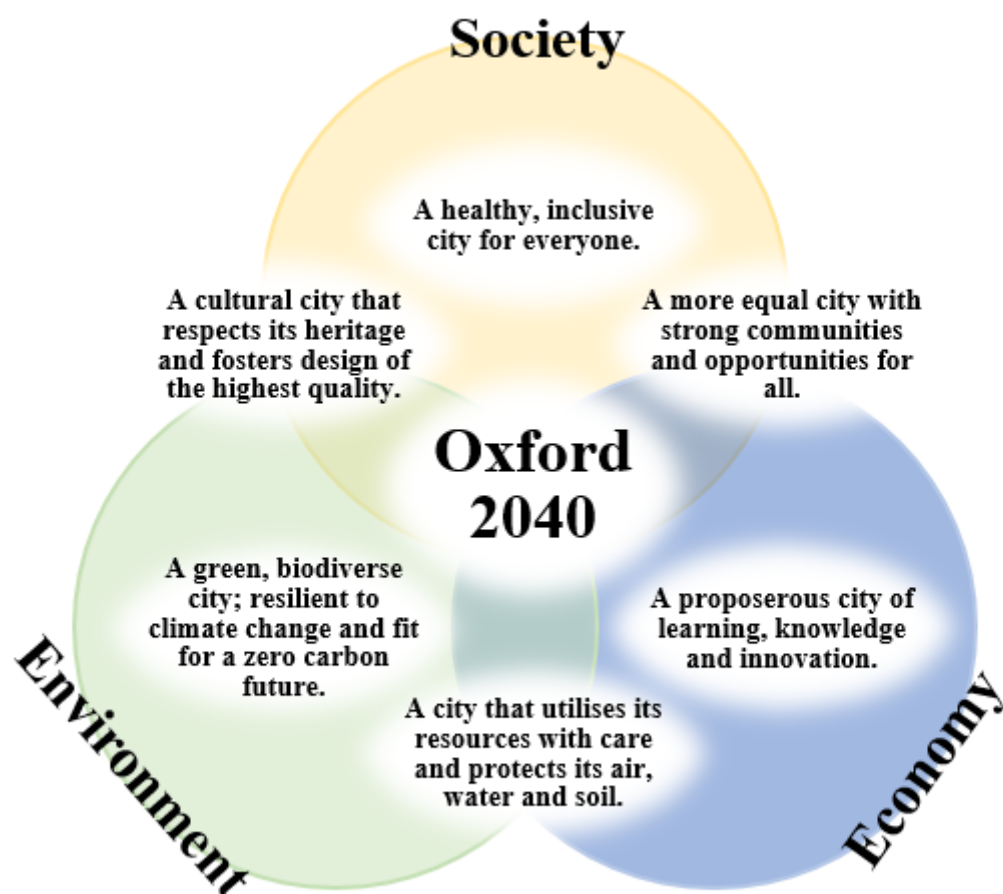 Society
A healthy, inclusive
city for everyone.
A cultural city that
respects its heritage
and fosters design of
the highest quality.
A more equal city with
strong communities
and opportunities for
all.
Oxford
2040
A green, biodiverse
city; resilient to
climate change and fit
for a zero carbon
future.
A proposerous city of
learning, knowledge
and innovation.
A city that utilises its
resources with care
and protects its air,
water and soil.
Environment
Economy